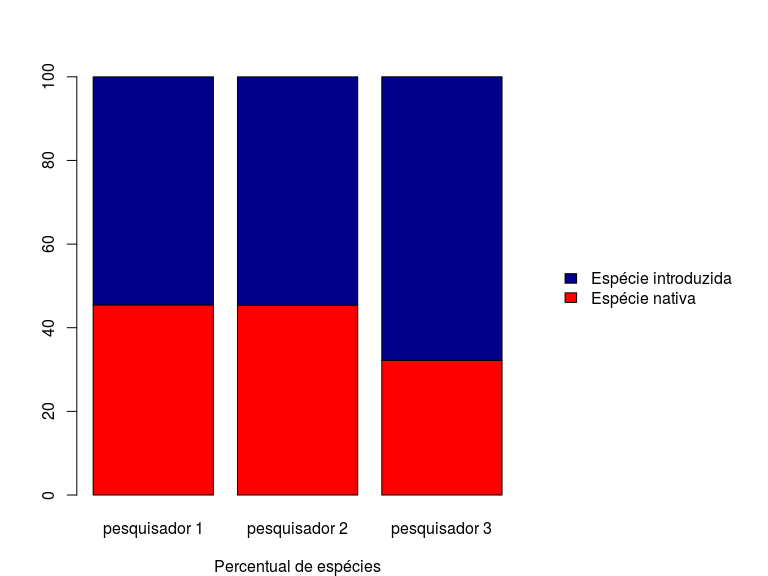 100
80
60
40
20
0
pesquisador 1
pesquisador 2
pesquisador 3
Percentual de espécies
Espécie introduzida
Espécie nativa